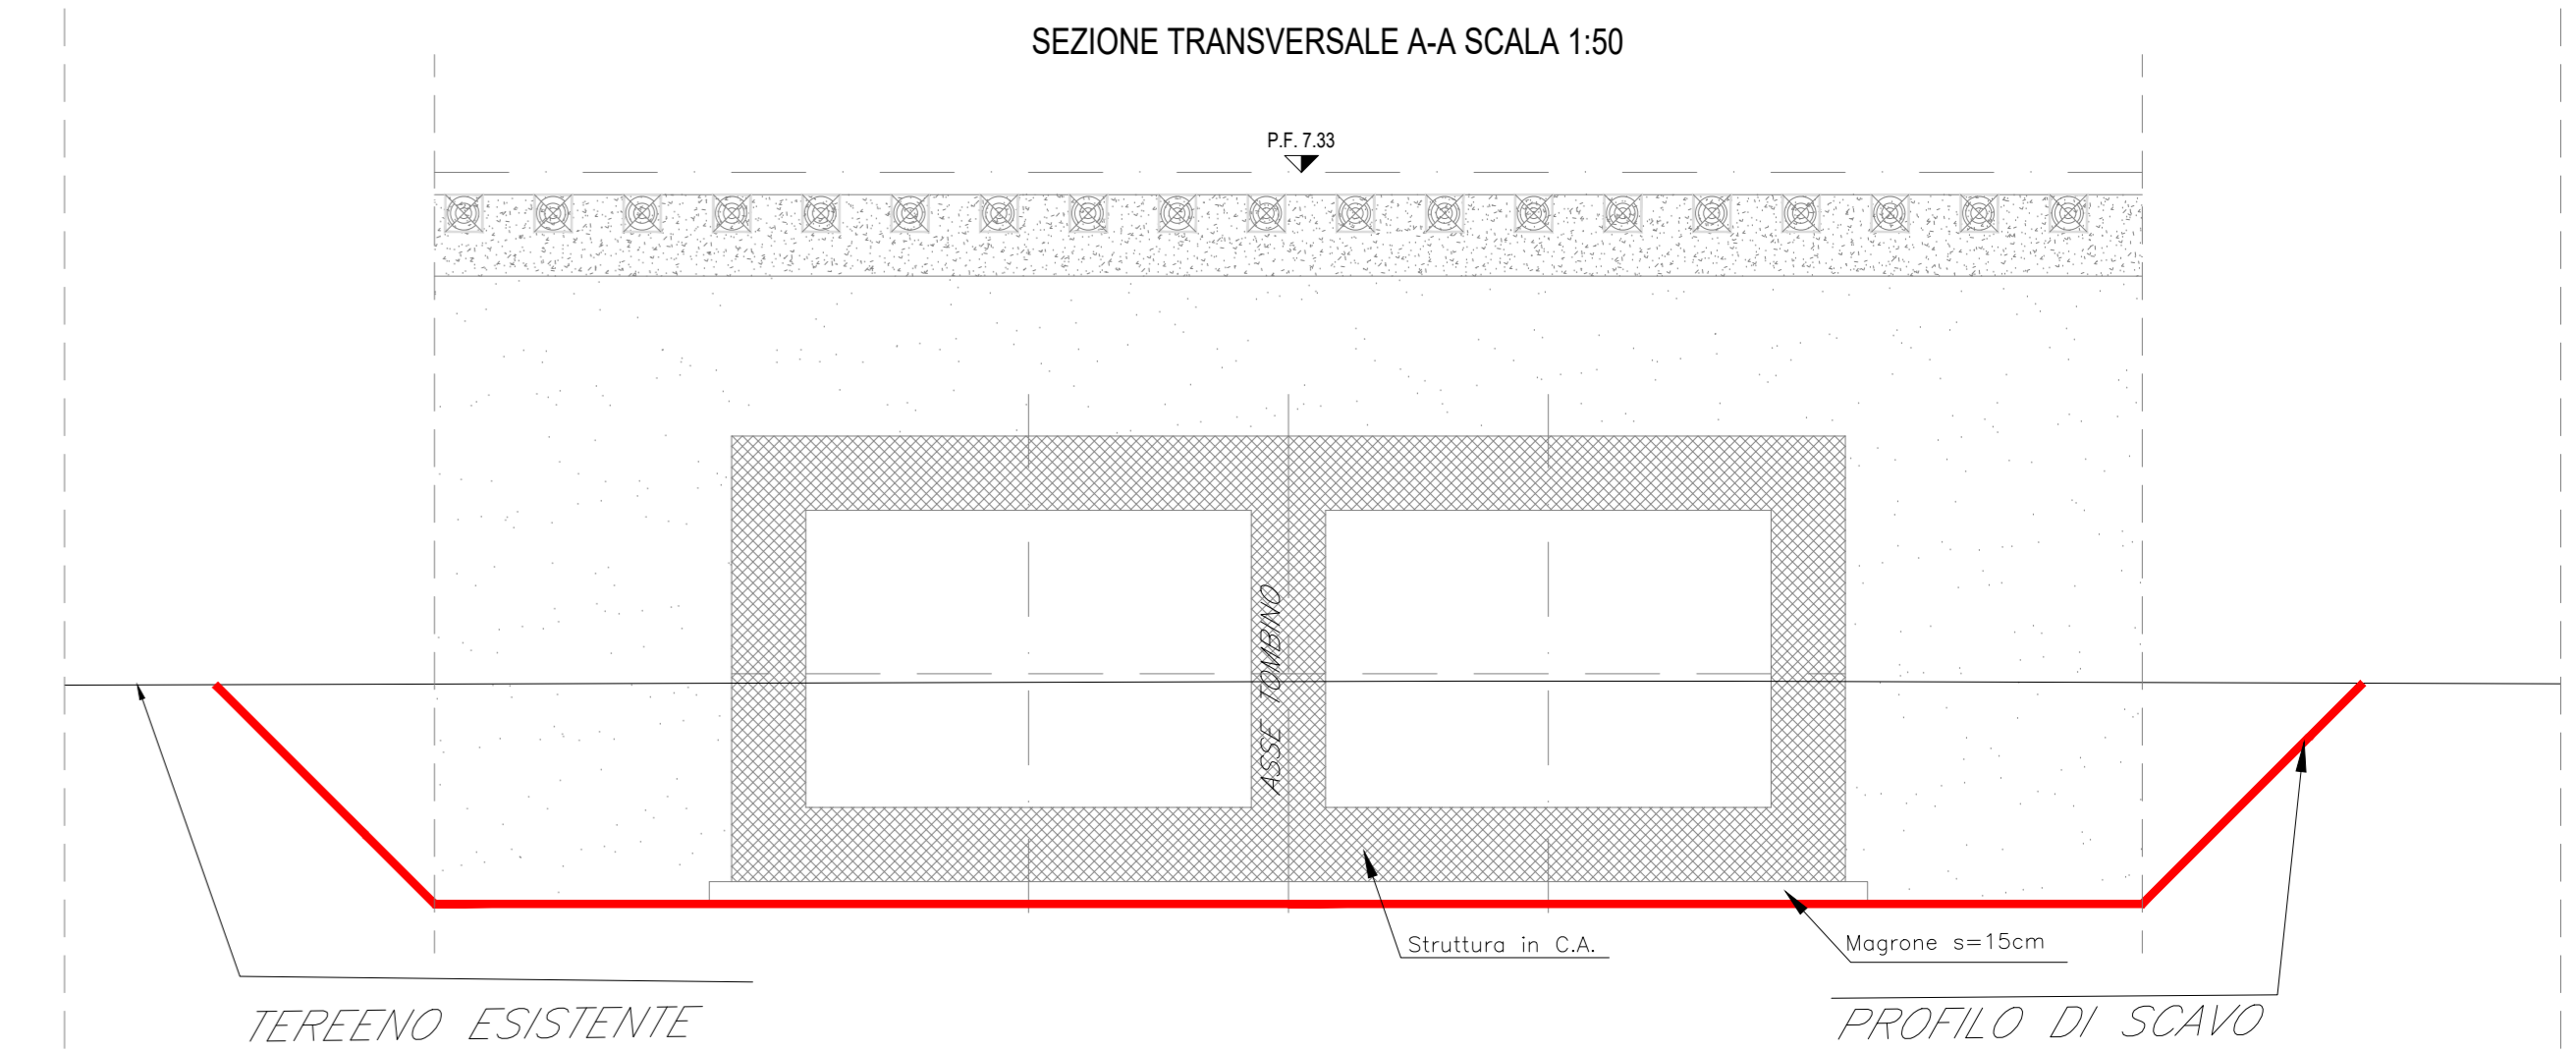 SEZIONE TRANSVERSALE A-A SCALA 1:50
P.F. 7.33
ASSE TOMBINO
Struttura in C.A.
Magrone s=15cm
TEREENO ESISTENTE
PROFILO DI SCAVO